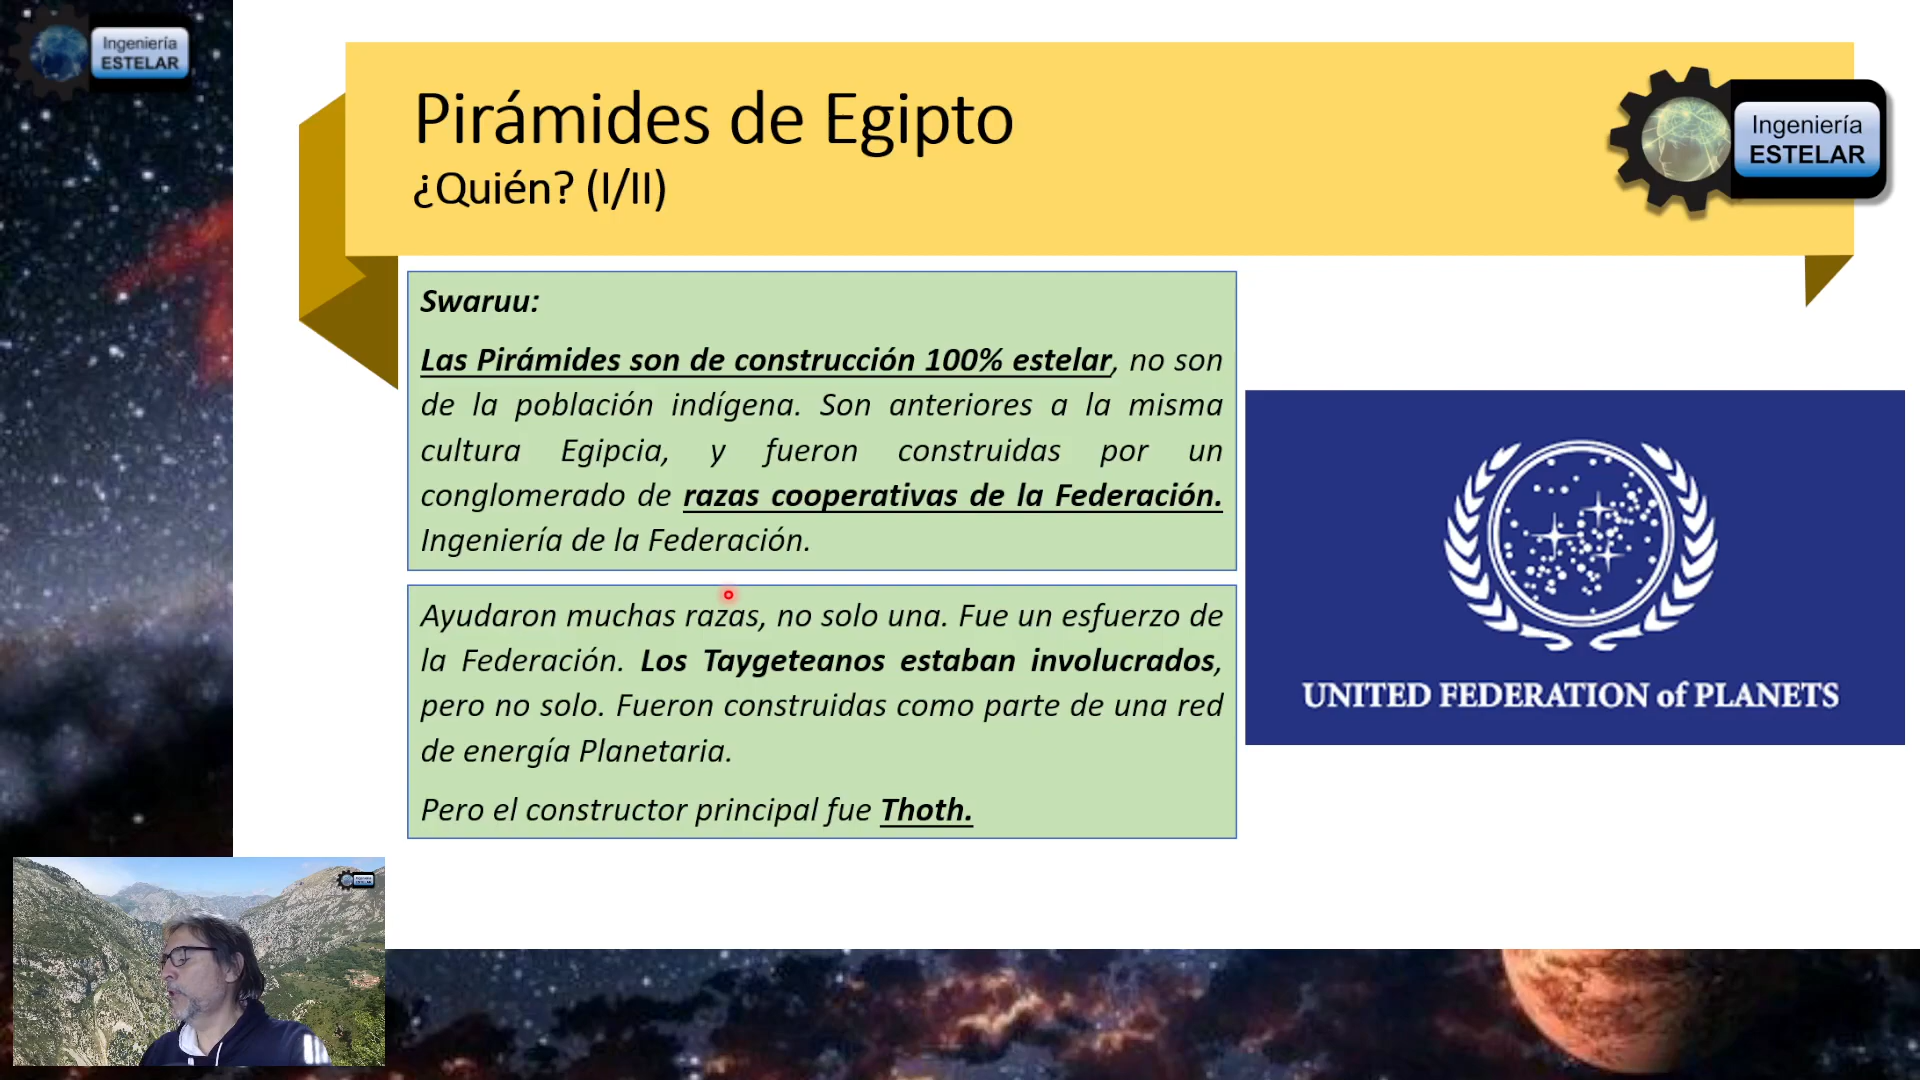 Ingeniería
ESTELAR
Pirámides de Egipto
¿Quién? (I/II)
Ingeniería
ESTELAR
Swaruu:
Las Pirámides son de construcción 100% estelar, no son
de la población indígena. Son anteriores a la misma
cultura Egipcia, y fueron construidas por un
conglomerado de razas cooperativas de la Federación.
Ingeniería de la Federación.
Ayudaron muchas razas, no solo una. Fue un esfuerzo de
la Federación. Los Taygeteanos estaban involucrados,
pero no solo. Fueron construidas como parte de una red
de energía Planetaria.
Pero el constructor principal fue Thoth.
UNITED FEDERATION of PLANETS